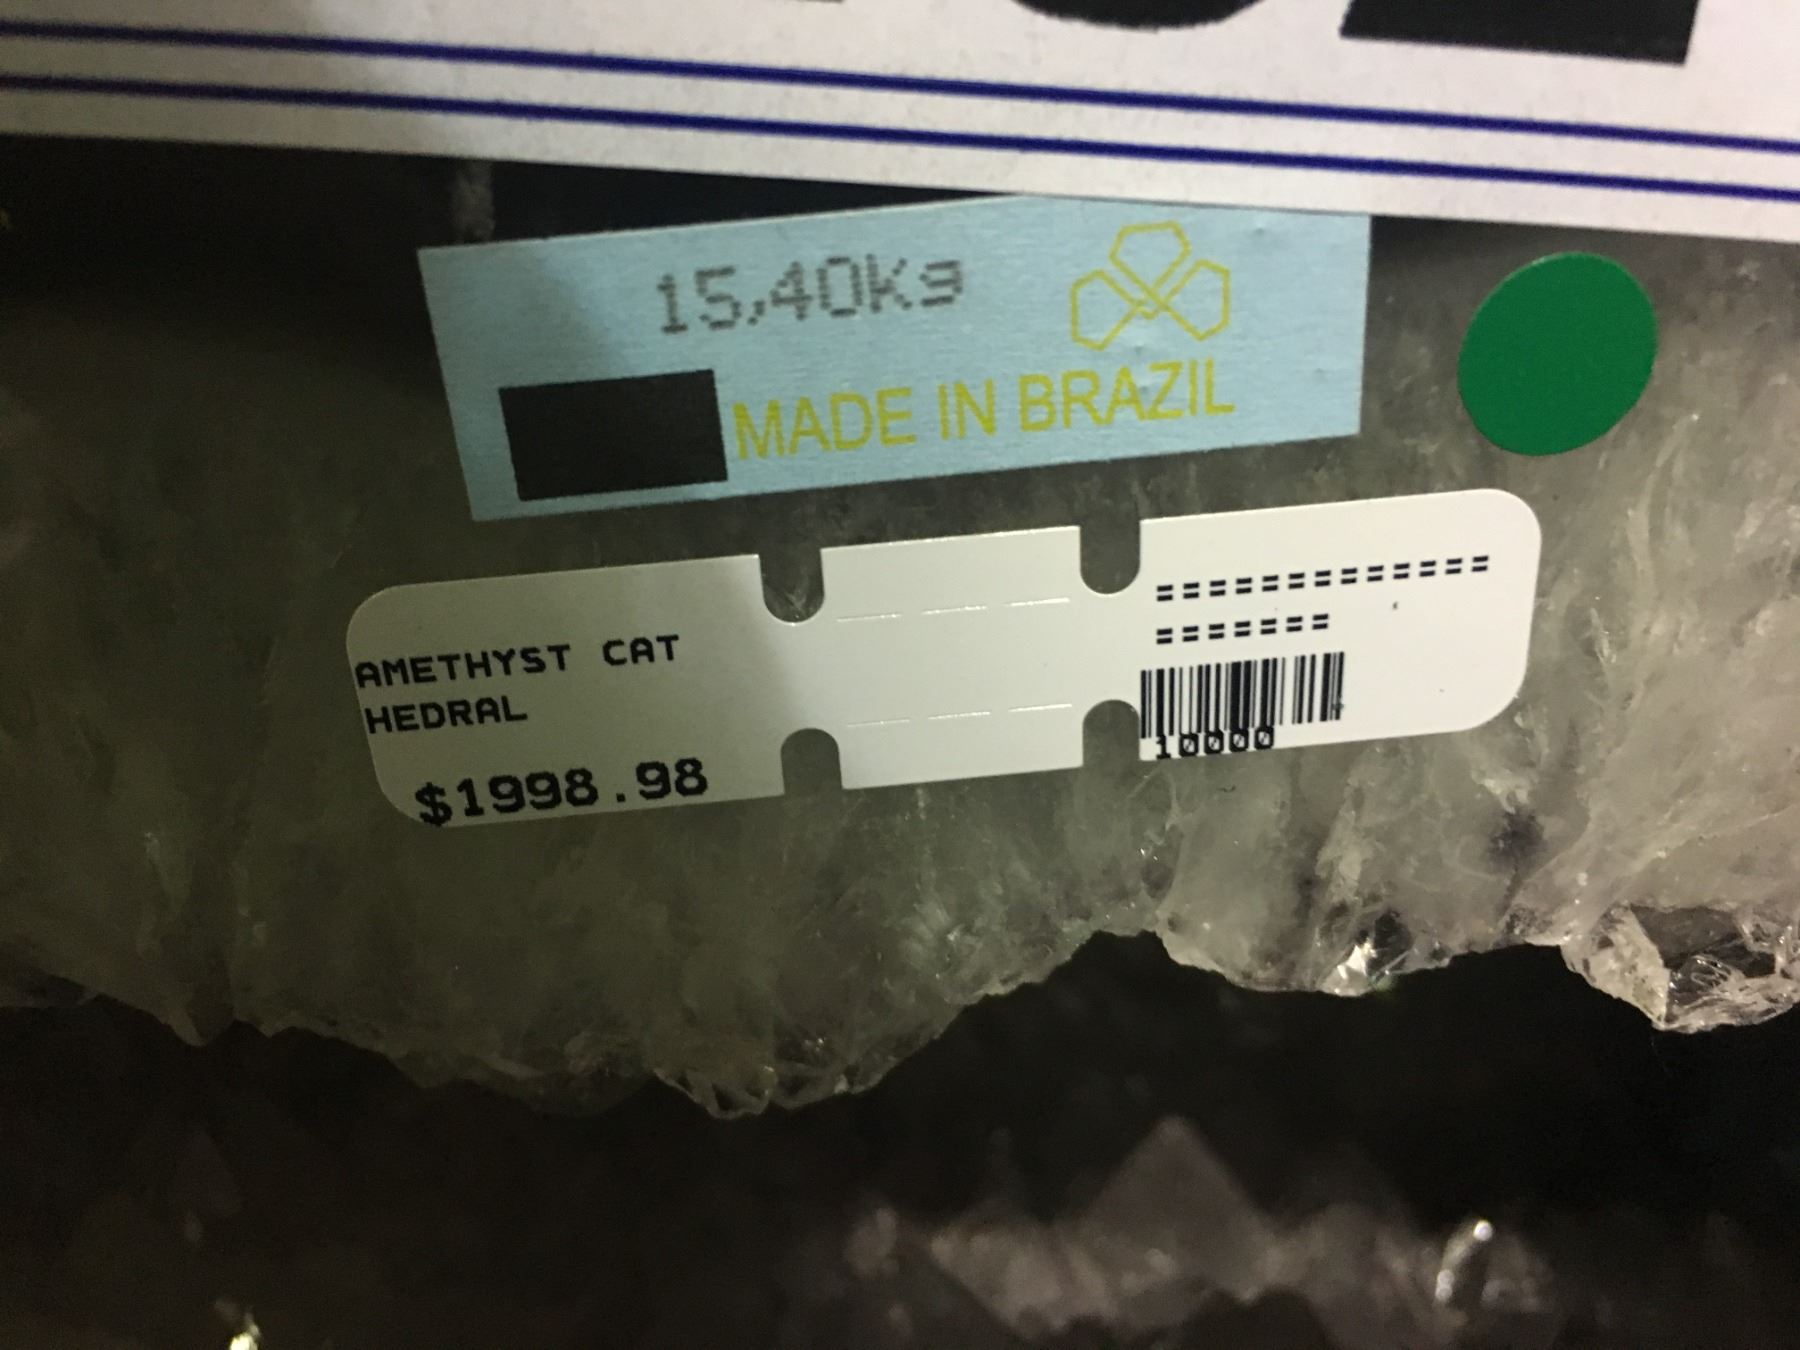 15,40Kg
MADE IN BRAZIL
AMETHYST CAT
HEDRAL
$1998.98
=============
=======
10000